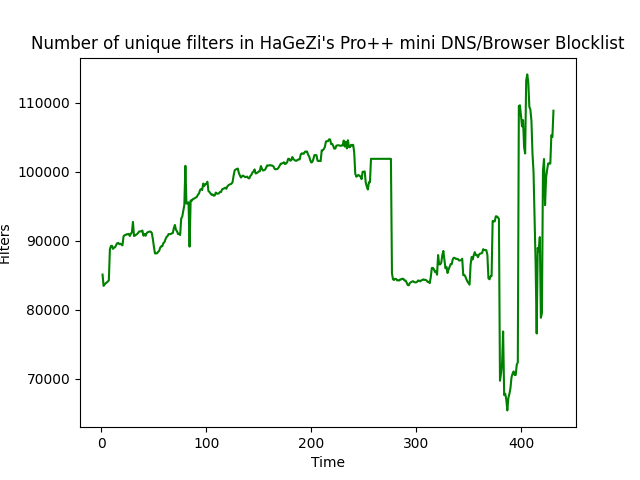 Number of unique filters in HaGeZi's Pro++ mini DNS/Browser Blocklist
110000
100000
90000
80000
70000
Filters
0 100 200 300 400
Time